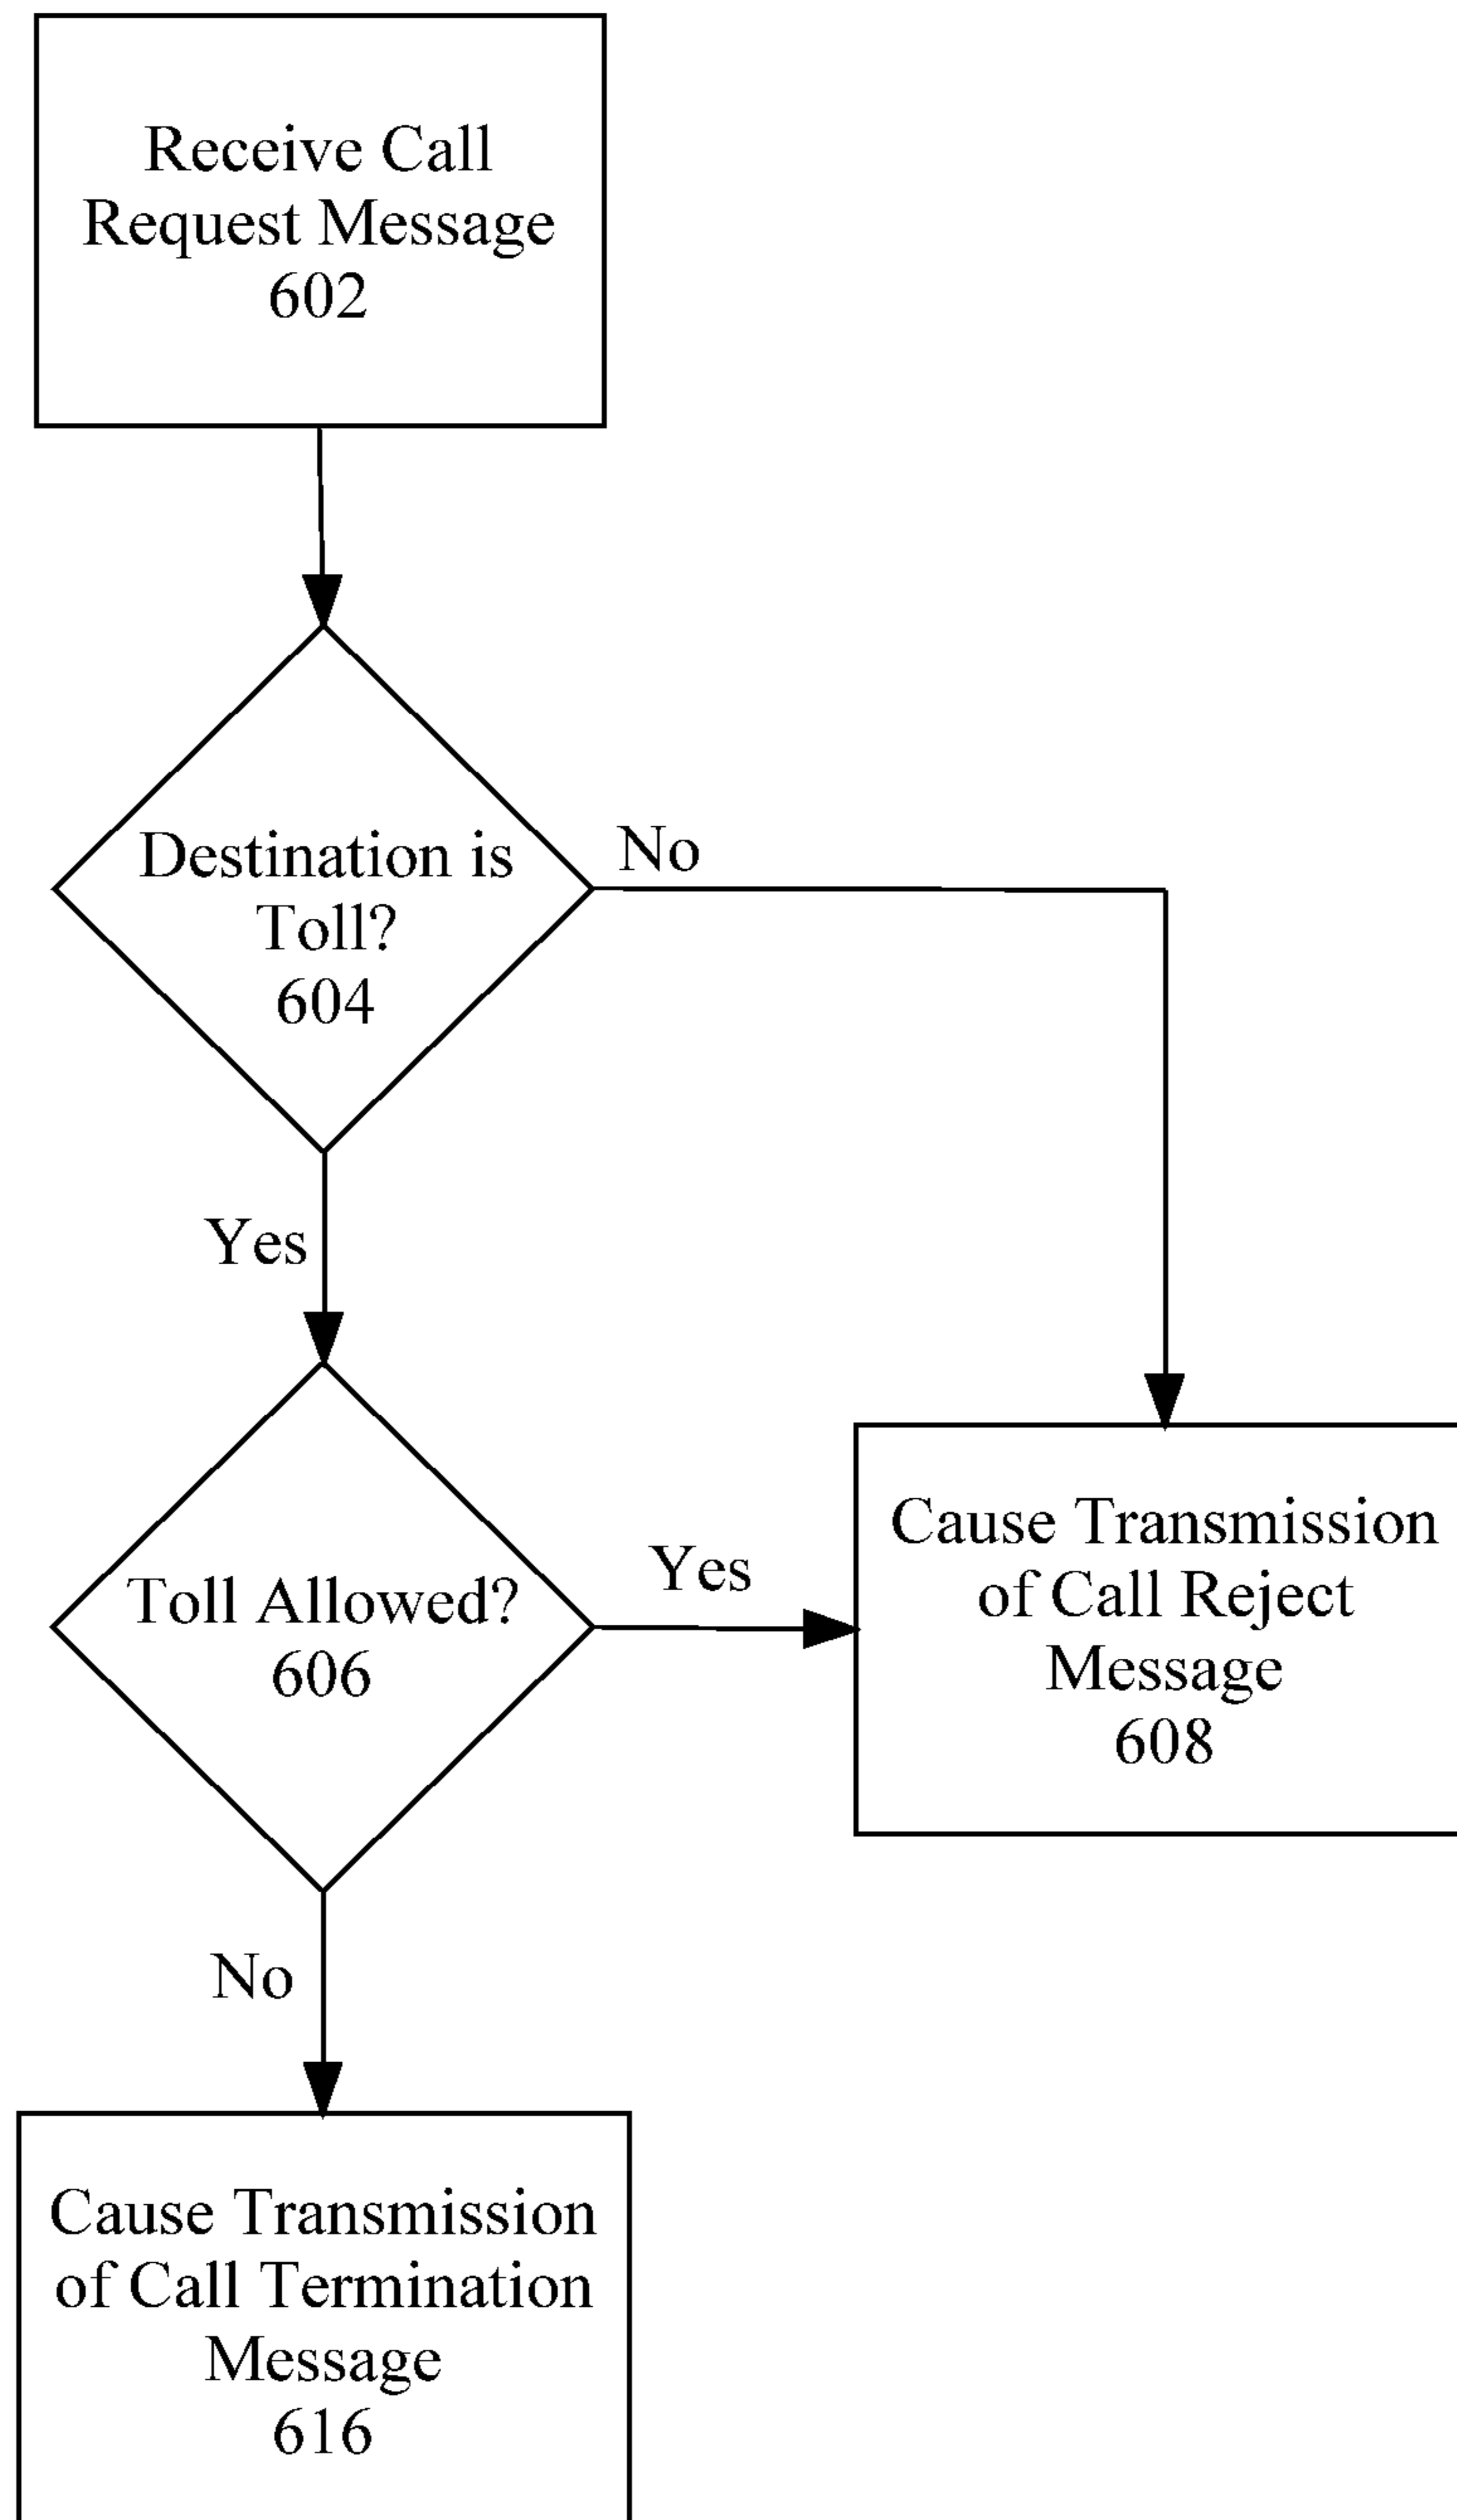 Receive Call
Request Message
602
Destination is
Toll?
604
No
Yes
Toll Allowed?
606
Yes
Cause Transmission
of Call Reject
Message
608
No
Cause Transmission
of Call Termination
Message
616